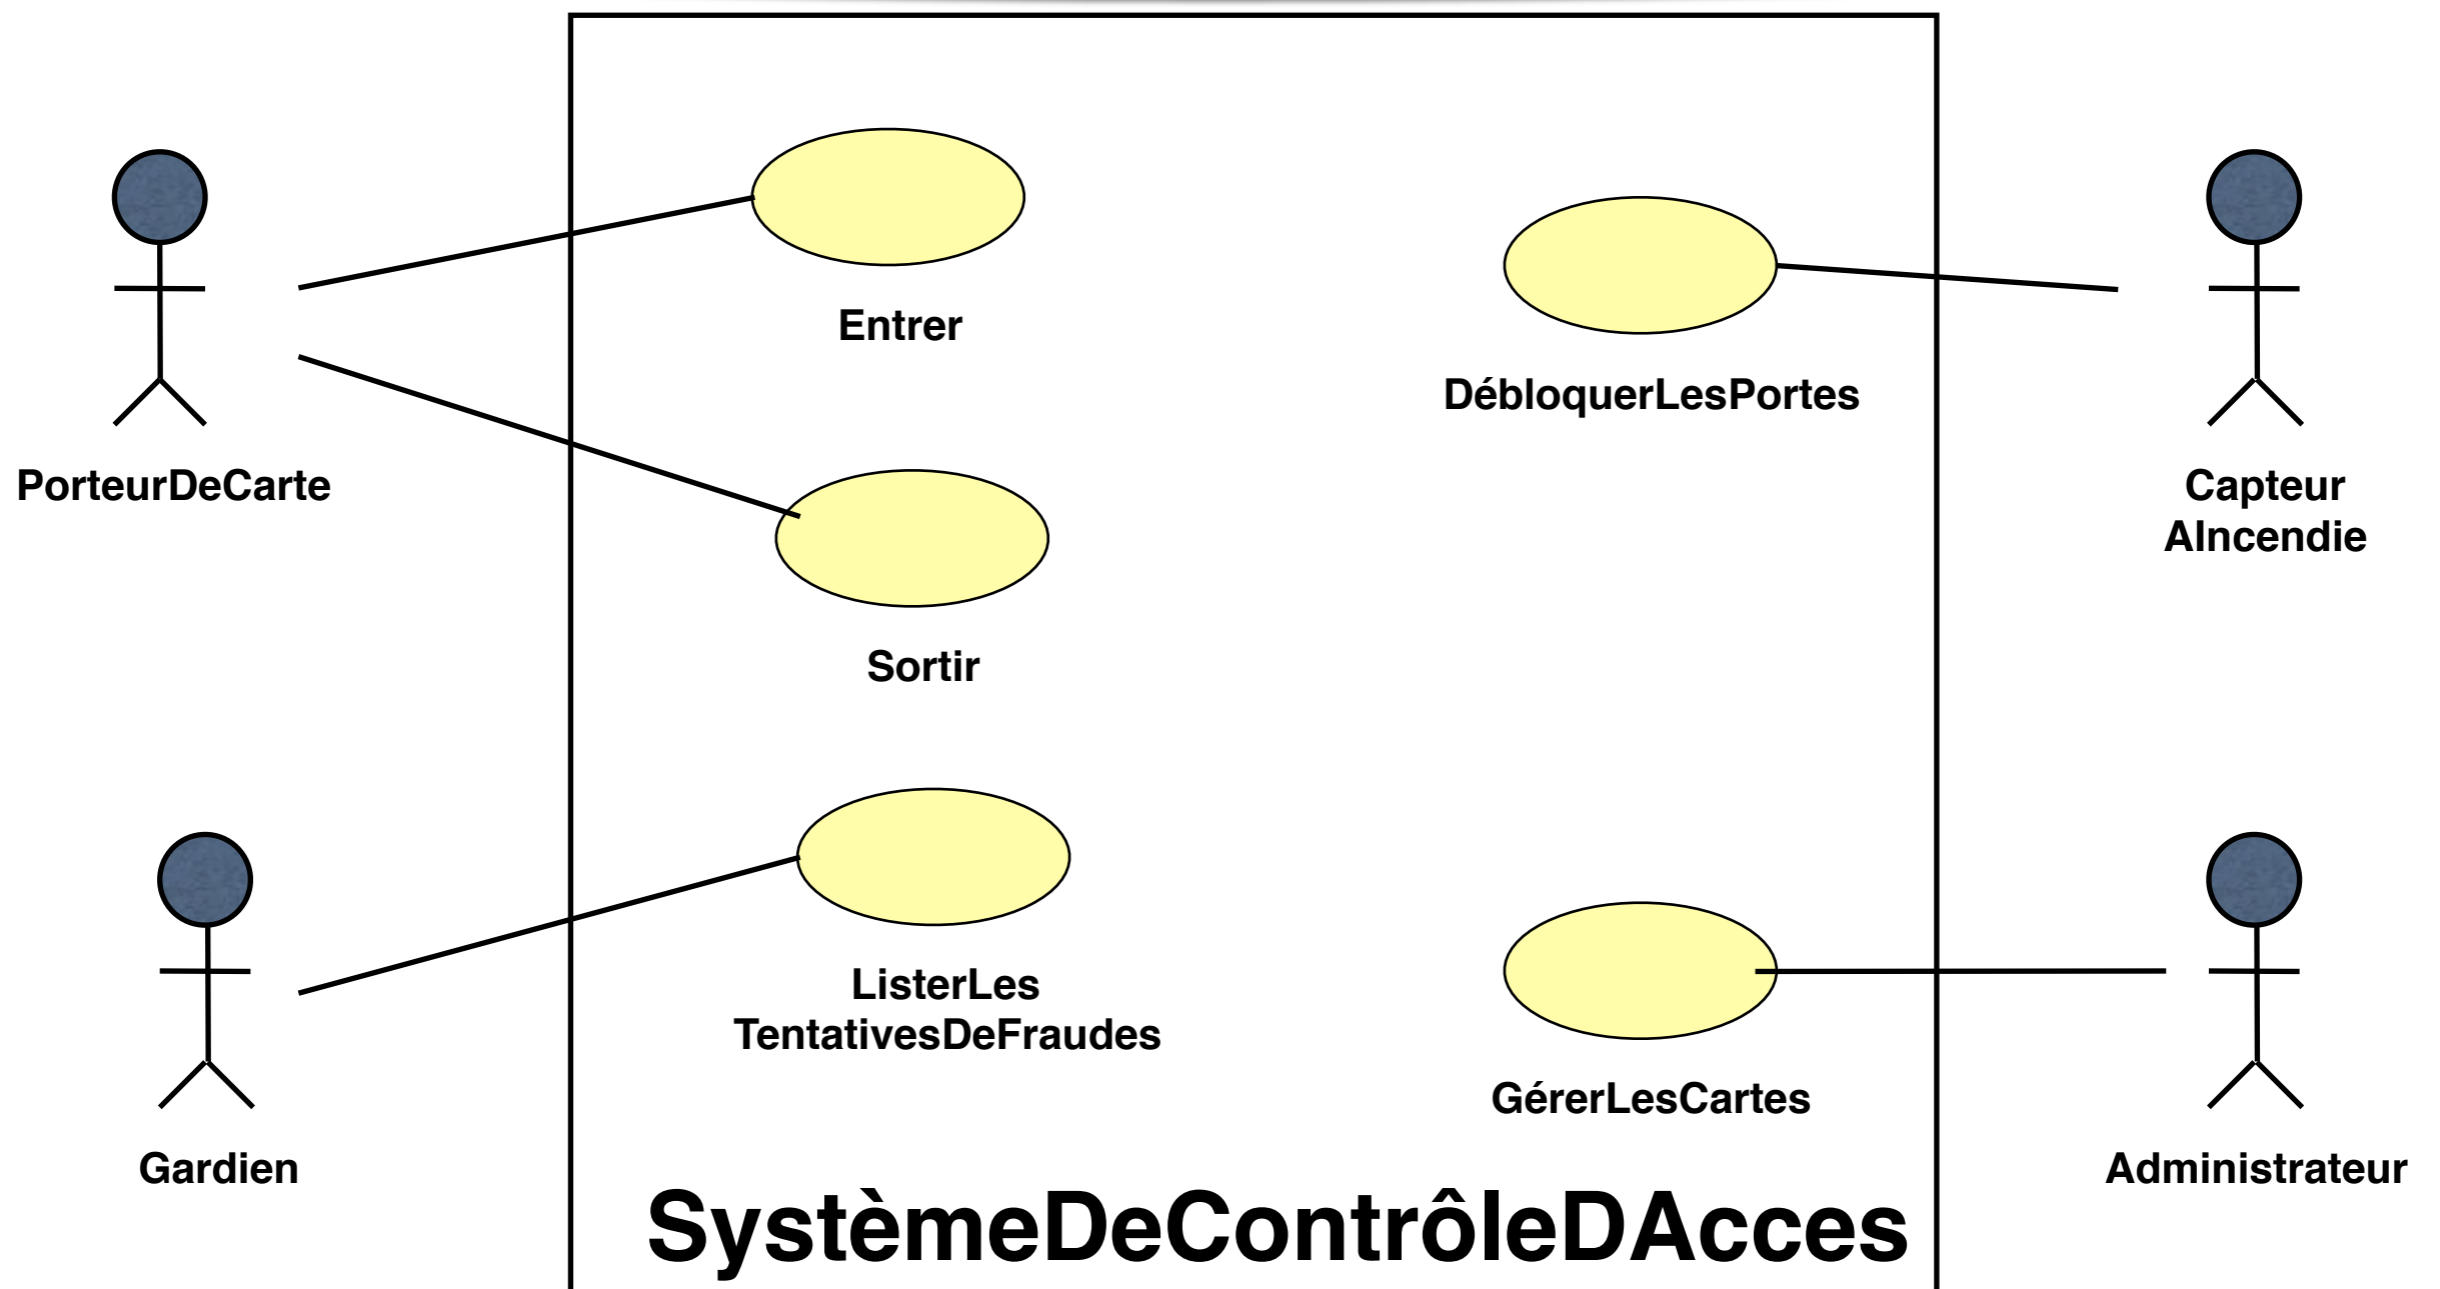 Entrer
DébloquerLesPortes
PorteurDeCarte
Capteur
AIncendie
Sortir
ListerLes
TentativesDeFraudes
GérerLesCartes
Gardien
Administrateur
SystèmeDeContrôleDAcces